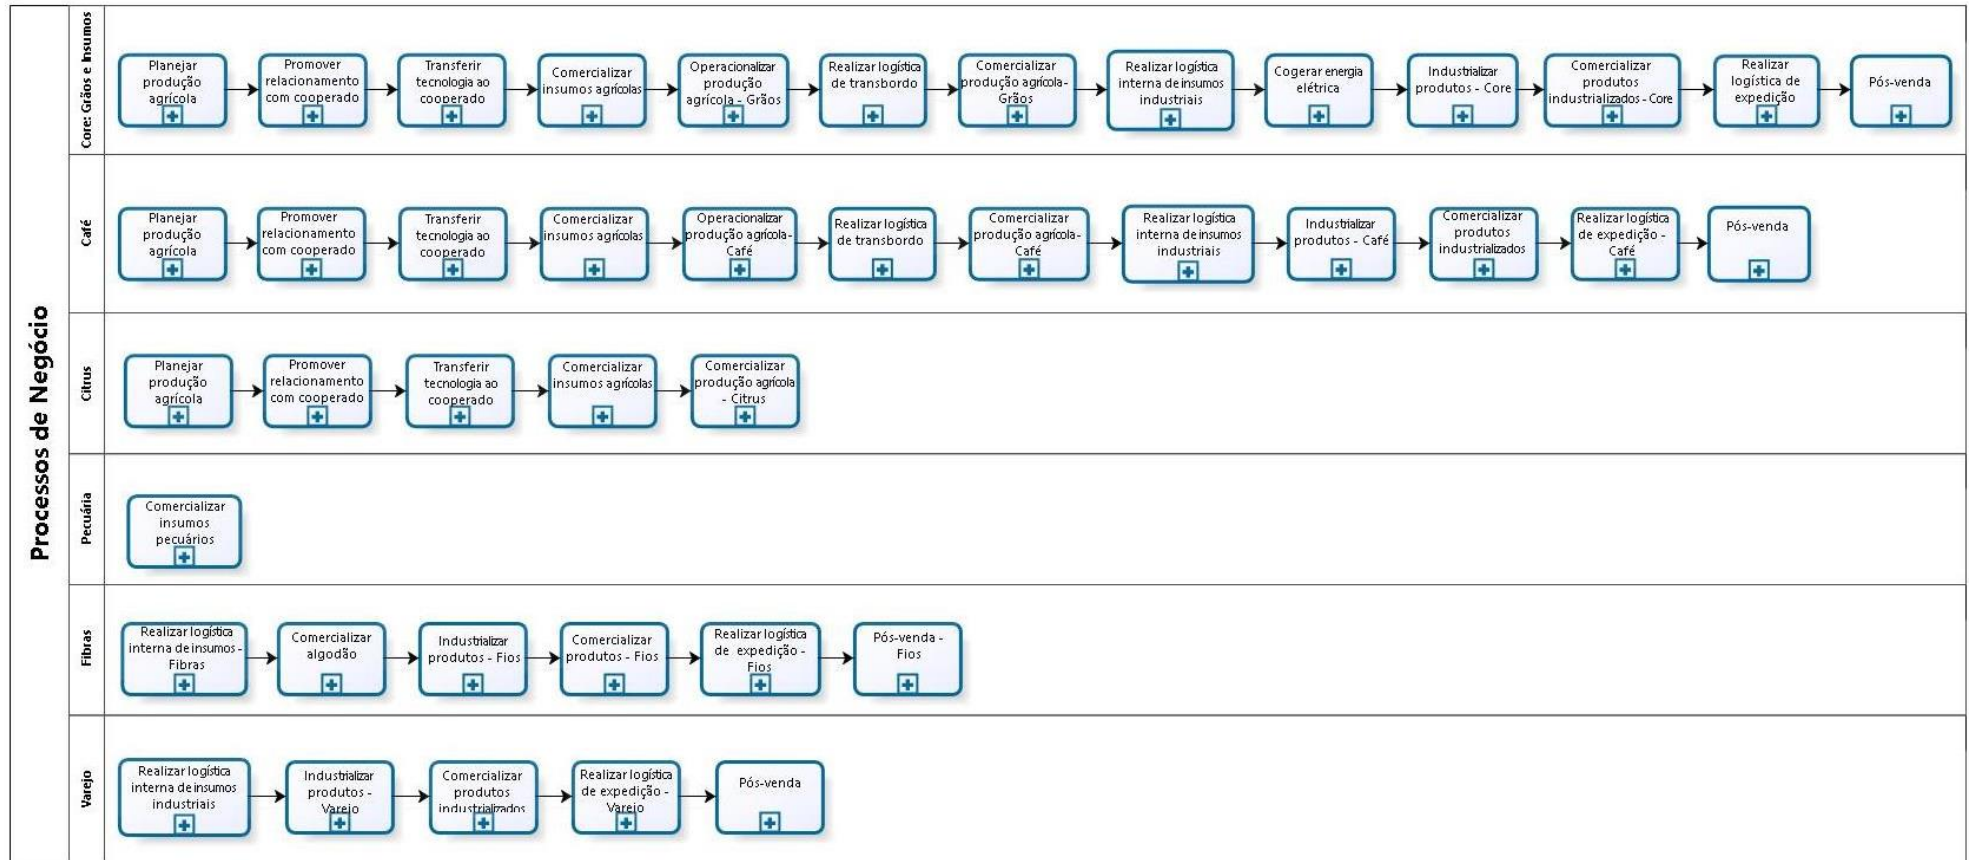 Processos de Negócio
Core: Grãos e Insumos
Planejar
produção
agrícola
Promover
relacionamento
com cooperado
Transferir
tecnologia ao
cooperado
Comercializar
insumos agrícolas
Operacionalizar
produção
agrícola - Grãos
Realizar logística
de transbordo
Comercializar
produção agrícola-
Grãos
Realizar logística
interna de insumos
industriais
Cogerar energia
elétrica
Industrializar
produtos - Core
Comercializar
produtos
industrializados - Core
Realizar
logística de
expedição
Pós-venda
Café
Planejar
produção
agrícola
Promover
relacionamento
com cooperado
Transferir
tecnologia ao
cooperado
Comercializar
insumos agrícolas
Operacionalizar
produção agrícola-
Café
Realizar logística
de transbordo
Comercializar
produção agrícola-
Café
Realizar logística
interna de insumos
industriais
Industrializar
produtos - Café
Comercializar
produtos
industrializados
Realizar logística
de expedição -
Café
Pós-venda
Citrus
Planejar
produção
agrícola
Promover
relacionamento
com cooperado
Transferir
tecnologia ao
cooperado
Comercializar
insumos agrícolas
Comercializar
produção agrícola
- Citrus
Pecuária
Comercializar
insumos
pecuários
Fibras
Realizar logística
interna de insumos -
Fibras
Comercializar
algodão
Industrializar
produtos - Fios
Comercializar
produtos - Fios
Realizar logística
de expedição -
Fios
Pós-venda -
Fios
Varejo
Realizar logística
interna de insumos
industriais
Industrializar
produtos -
Varejo
Comercializar
produtos
industrializados
Realizar logística
de expedição -
Varejo
Pós-venda